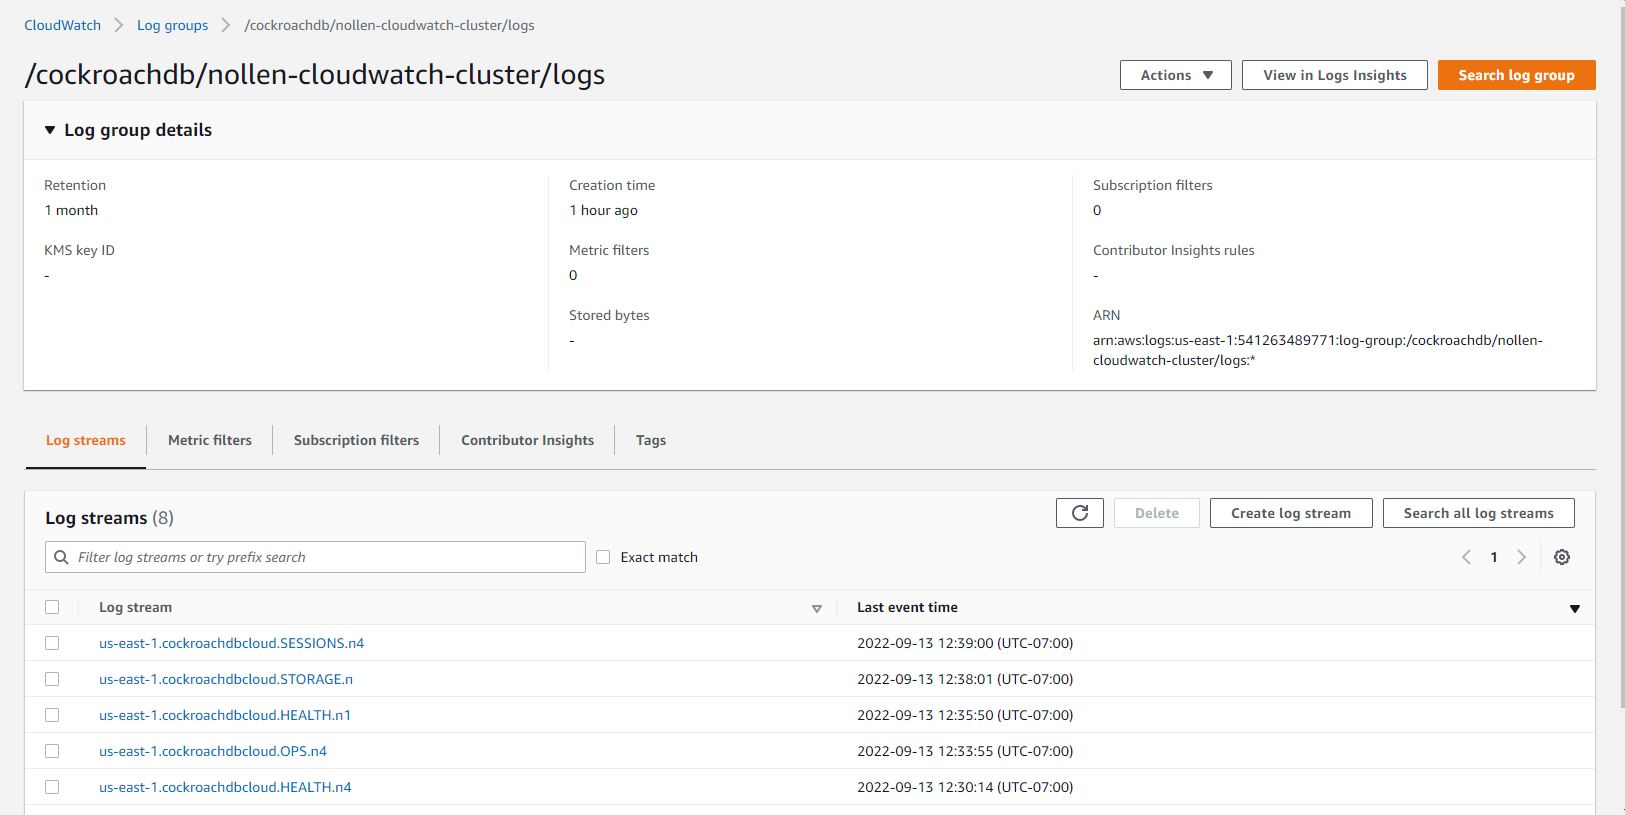 CloudWatch > Log groups > /cockroachdb/nollen-cloudwatch-cluster/logs
/cockroachdb/nollen-cloudwatch-cluster/logs
Actions
View in Logs Insights
Search log group
Log group details
Retention
1 month
KMS key ID
-
Creation time
1 hour ago
Metric filters
0
Stored bytes
-
Subscription filters
0
Contributor Insights rules
-
ARN
arn:aws:logs:us-east-1:541263489771:log-group:/cockroachdb/nollen-
cloudwatch-cluster/logs:*
Log streams
Metric filters
Subscription filters
Contributor Insights
Tags
Log streams (8)
Delete
Create log stream
Search all log streams
Filter log streams or try prefix search
Exact match
1
Log stream
Last event time
us-east-1.cockroachdbcloud.SESSIONS.n4 2022-09-13 12:39:00 (UTC-07:00)
us-east-1.cockroachdbcloud.STORAGE.n 2022-09-13 12:38:01 (UTC-07:00)
us-east-1.cockroachdbcloud.HEALTH.n1 2022-09-13 12:35:50 (UTC-07:00)
us-east-1.cockroachdbcloud.OPS.n4 2022-09-13 12:33:55 (UTC-07:00)
us-east-1.cockroachdbcloud.HEALTH.n4 2022-09-13 12:30:14 (UTC-07:00)